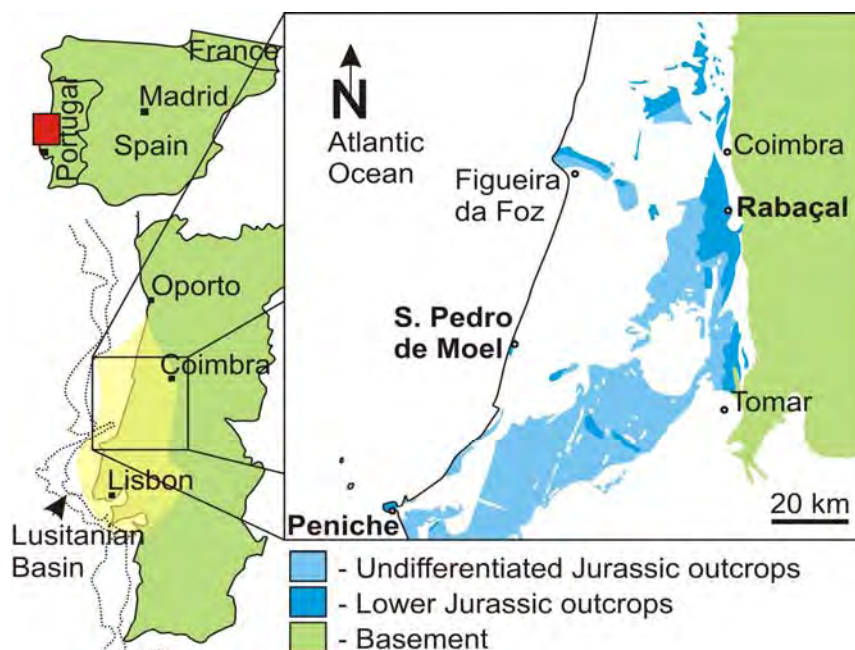 France
Madrid
Portugal
Spain
Oporto
Coimbra
Lisbon
Lusitanian
Basin
N
Atlantic
Ocean
Coimbra
Figueira
da Foz
Rabaçal
S. Pedro
de Moel
Tomar
20 km
Peniche
- Undifferentiated Jurassic outcrops
- Lower Jurassic outcrops
- Basement